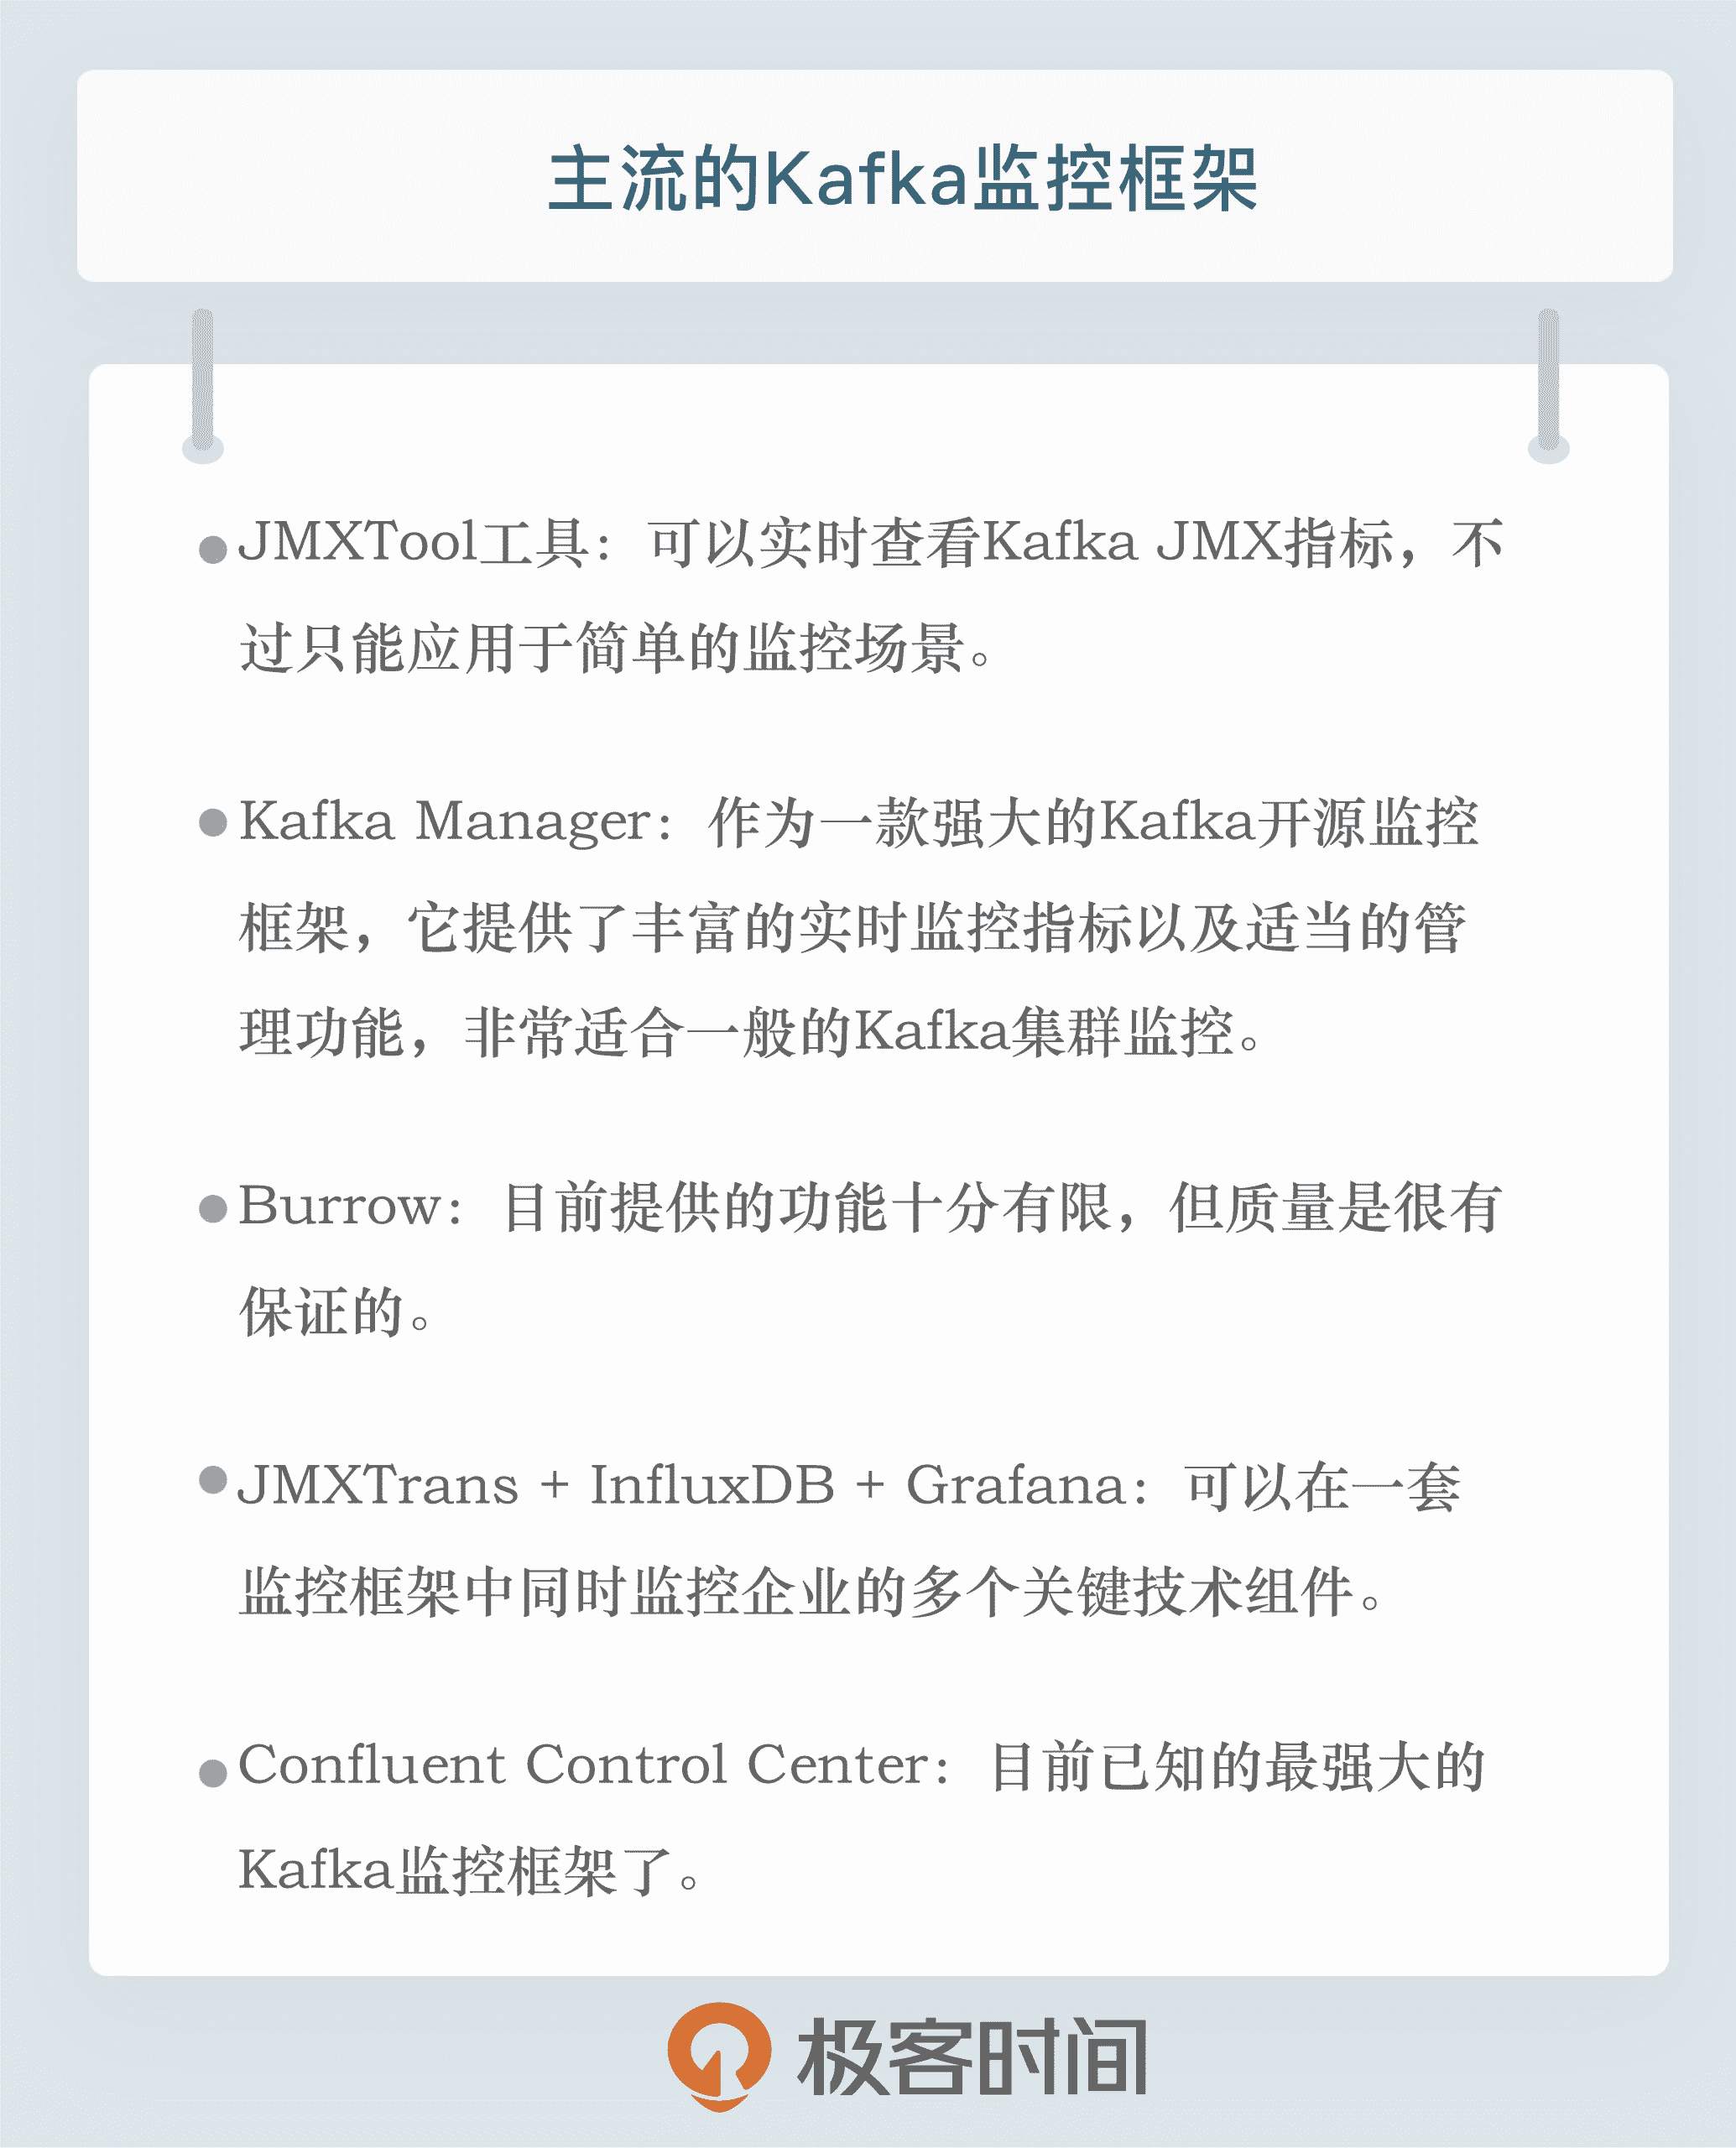 主流的Kafka监控框架
JMXTool工具：可以实时查看Kafka JMX指标，不
过只能应用于简单的监控场景。
Kafka Manager：作为一款强大的Kafka开源监控
框架，它提供了丰富的实时监控指标以及适当的管
理功能，非常适合一般的Kafka集群监控。
Burrow：目前提供的功能十分有限，但质量是很有
保证的。
JMXTrans + InfluxDB + Grafana：可以在一套
监控框架中同时监控企业的多个关键技术组件。
Confluent Control Center：目前已知的最强大的
Kafka监控框架了。
极客时间